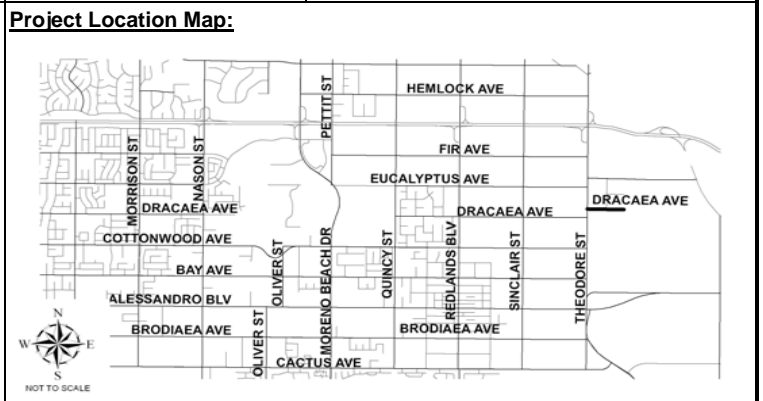 Project Location Map:
HEMLOCK AVE
PETTIT ST
FIR AVE
MORRISON ST
NASON ST
EUCALYPTUS AVE
DRACAEA AVE
DRACAEA AVE
DRACAEA AVE
COTTONWOOD AVE
BAY AVE
OLIVER ST
MORENO BEACH DR
QUINCY ST
REDLANDS BLV
SINCLAIR ST
THEODORE ST
ALESSANDRO BLV
BRODIAEA AVE
OLIVER ST
BRODIAEA AVE
CACTUS AVE
N
W
E
S
NOT TO SCALE